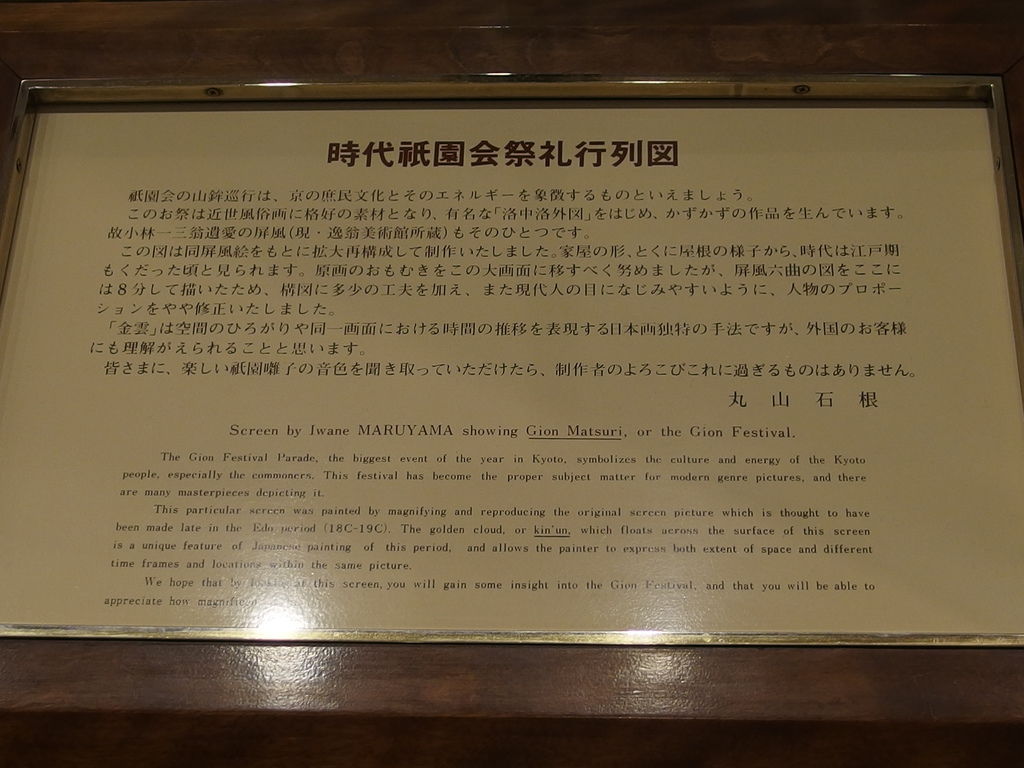 時代祇園会祭礼行列図
祇園会の山鉾巡行は、京の庶民文化とそのエネルギーを象徴するものといえましょう。
このお祭は近世風俗画に格好の素材となり、有名な「洛中洛外図」をはじめ、かずかずの作品を生んでいます。
故小林一三翁遺愛の屏風(現・逸翁美術館所蔵)もそのひとつです。
この図は同屏風絵をもとに拡大再構成して制作いたしました。家屋の形、とくに屋根の様子から、時代は江戸期
もくだった頃と見られます。原画のおもむきをこの大画面に移すべく努めましたが、屏風六曲の図をここに
は8分して描いたため、構図に多少の工夫を加え、また現代人の目になじみやすいように、人物のプロポー
ションをやや修正いたしました。
「金雲」は空間のひろがりや同一画面における時間の推移を表現する日本画独特の手法ですが、外国のお客様
にも理解がえられることと思います。
皆さまに、楽しい祇園囃子の音色を聞き取っていただけたら、制作者のよろこびこれに過ぎるものはありません。
丸山石根
Screen by Iwane MARUYAMA showing Gion Matsuri, or the Gion Festival.
The Gion Festival Parade, the biggest event of the year in Kyoto, symbolizes the culture and energy of the Kyoto
people, especially the commoners. This festival has become the proper subject matter for modern genre pictures, and there
are many masterpieces depicting it.
This particular screen was painted by magnifying and reproducing the original screen picture which is thought to have
been made late in the Edo period (18C-19C). The golden cloud, or kin'un, which floats across the surface of this screen
is a unique feature of Japanese painting of this period, and allows the painter to express both extent of space and different
time frames and locations within the same picture.
We hope that by looking at this screen, you will gain some insight into the Gion Festival, and that you will be able to
appreciate how